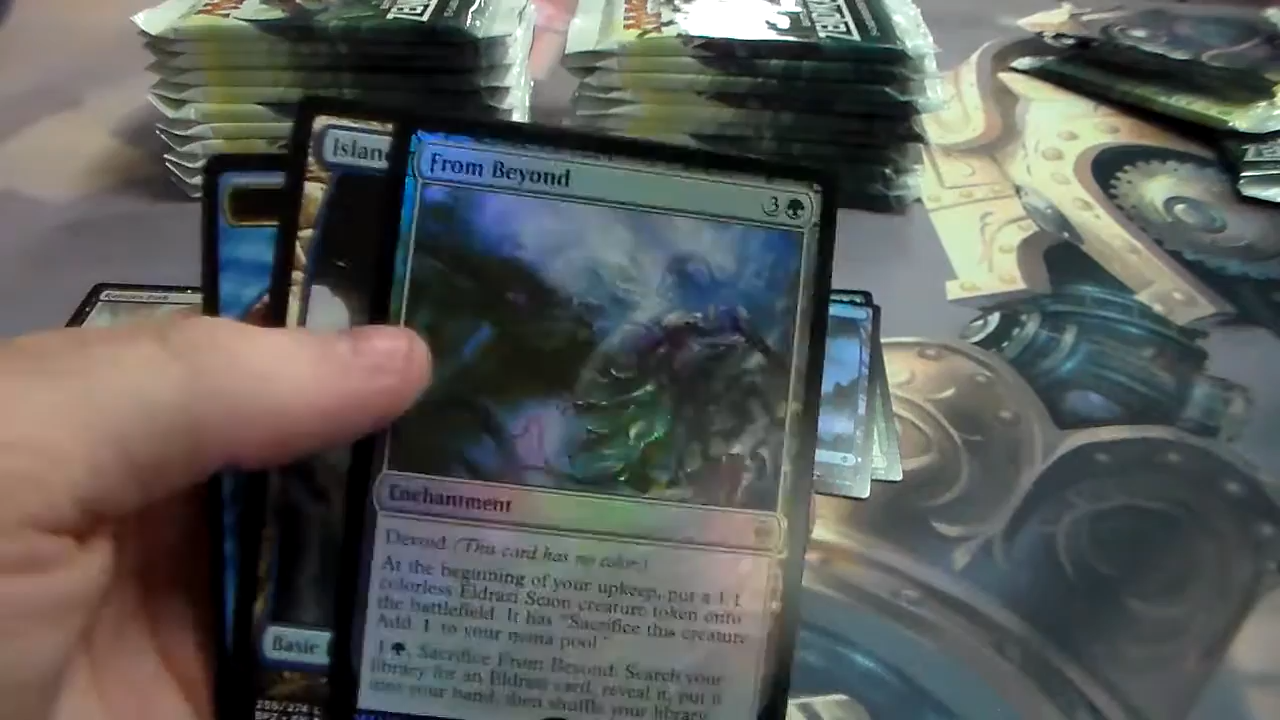 ZENDI
Island
From Beyond
3
Enchantment
Devoid (This card has no color.)
At the beginning of your upkeep, put a 1/1
colorless Eldrazi Scion creature token onto
the battlefield. It has "Sacrifice this creature:
Add 1 to your mana pool."
1, Sacrifice From Beyond: Search your
library for an Eldrazi card, reveal it, put it
into your hand, then shuffle your library.
Basic
/274 L